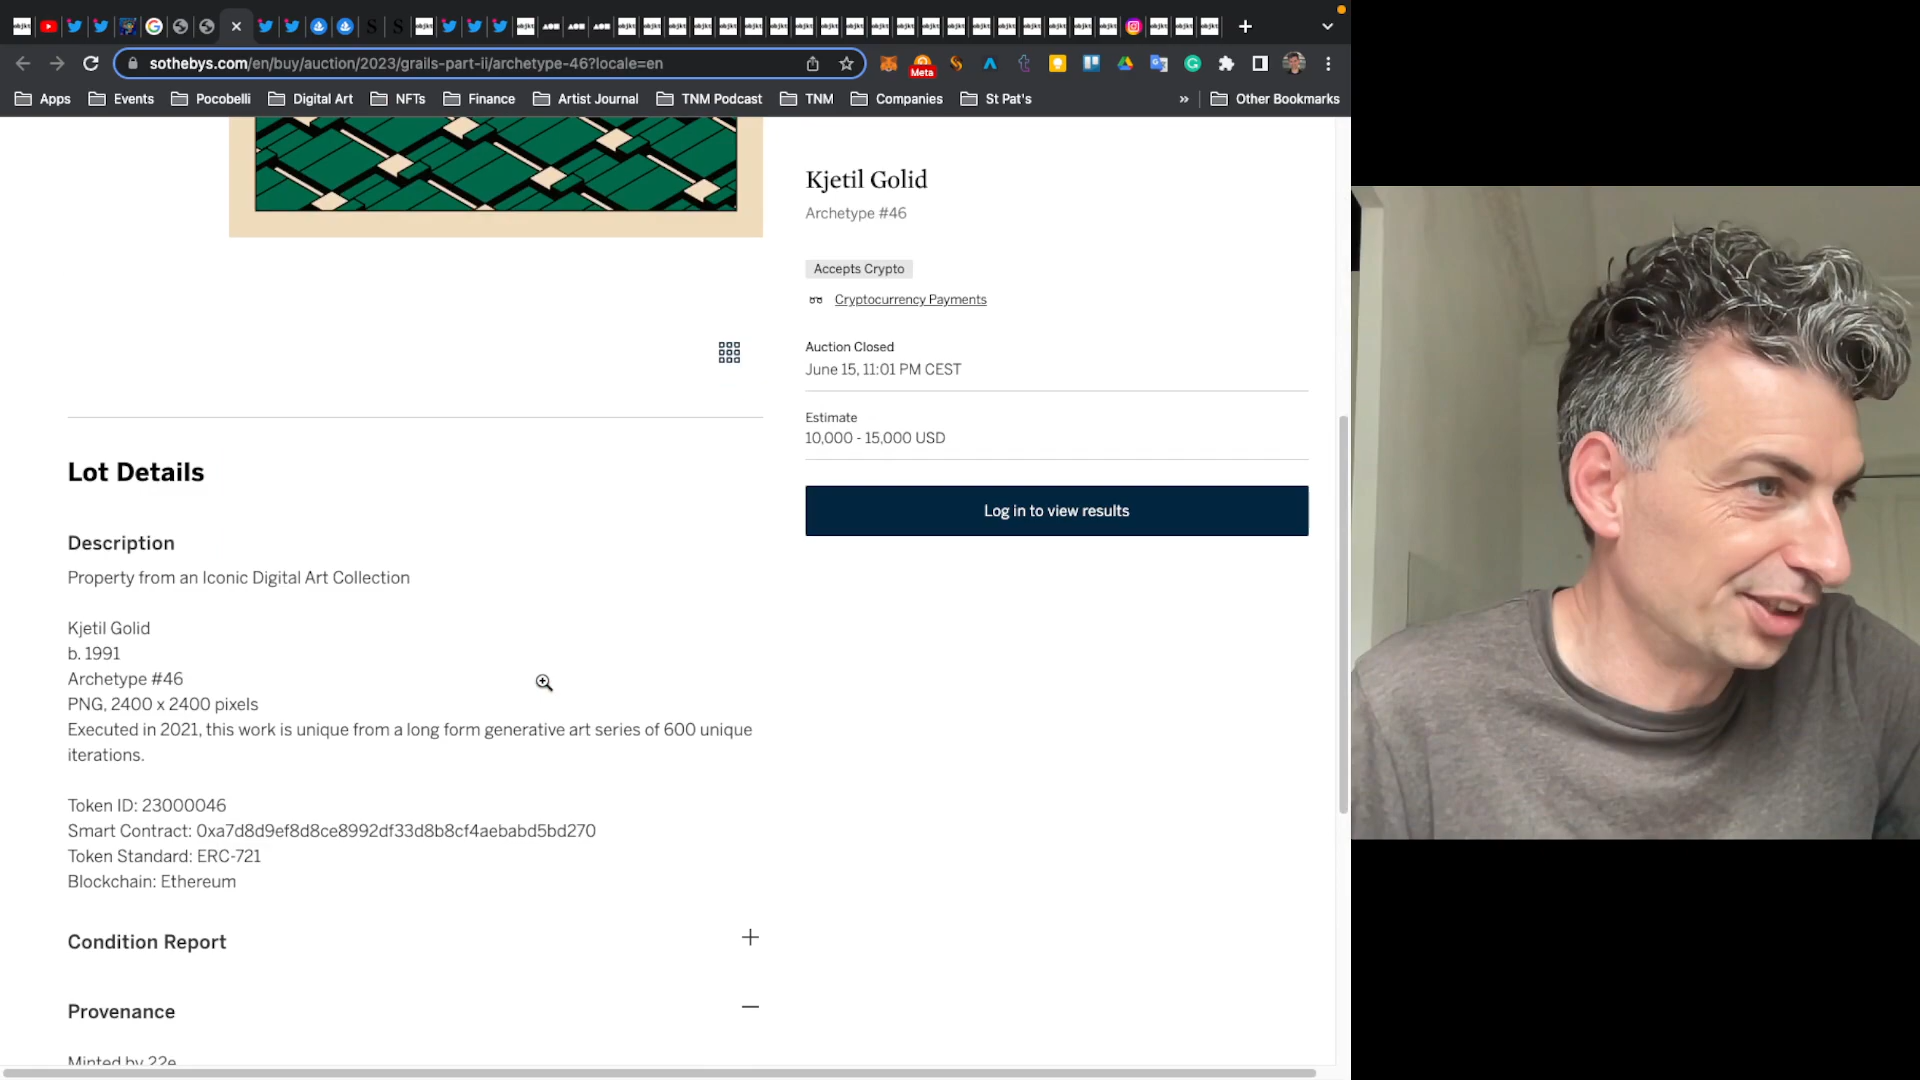 sothebys.com/en/buy/auction/2023/grails-part-ii/archetype-46?locale=en
Meta
Apps
Events
Pocobelli
Digital Art
NFTs
Finance
Artist Journal
TNM Podcast
TNM
Companies
St Pat's
»
Other Bookmarks
Kjetil Golid
Archetype #46
Accepts Crypto
Cryptocurrency Payments
Auction Closed
June 15, 11:01 PM CEST
Estimate
10,000 - 15,000 USD
Log in to view results
Lot Details
Description
Property from an Iconic Digital Art Collection
Kjetil Golid
b. 1991
Archetype #46
PNG, 2400 x 2400 pixels
Executed in 2021, this work is unique from a long form generative art series of 600 unique
iterations.
Token ID: 23000046
Smart Contract: 0xa7d8d9ef8d8ce8992df33d8b8cf4aebabd5bd270
Token Standard: ERC-721
Blockchain: Ethereum
Condition Report
Provenance
Minted by 22e